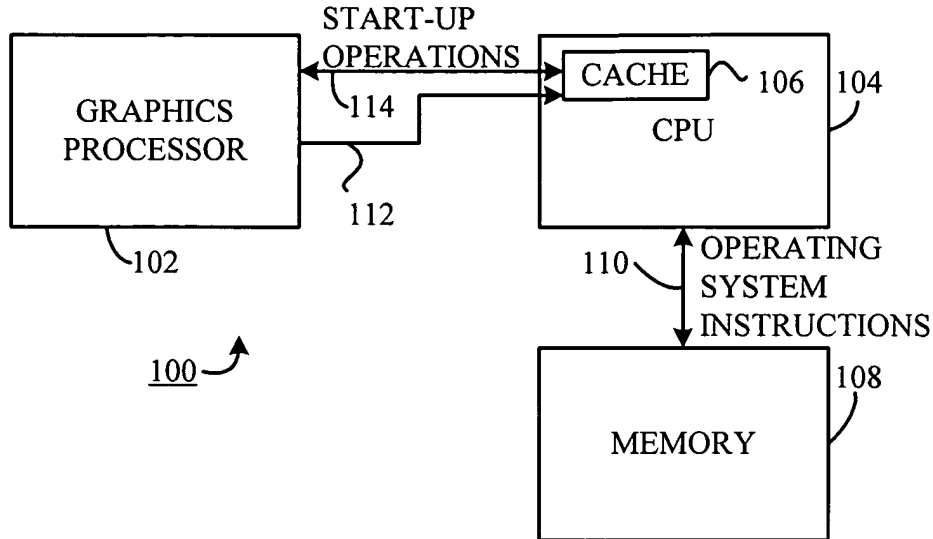 START-UP
OPERATIONS
114
GRAPHICS
PROCESSOR
112
102
CACHE
106
CPU
104
110
OPERATING
SYSTEM
INSTRUCTIONS
100
MEMORY
108